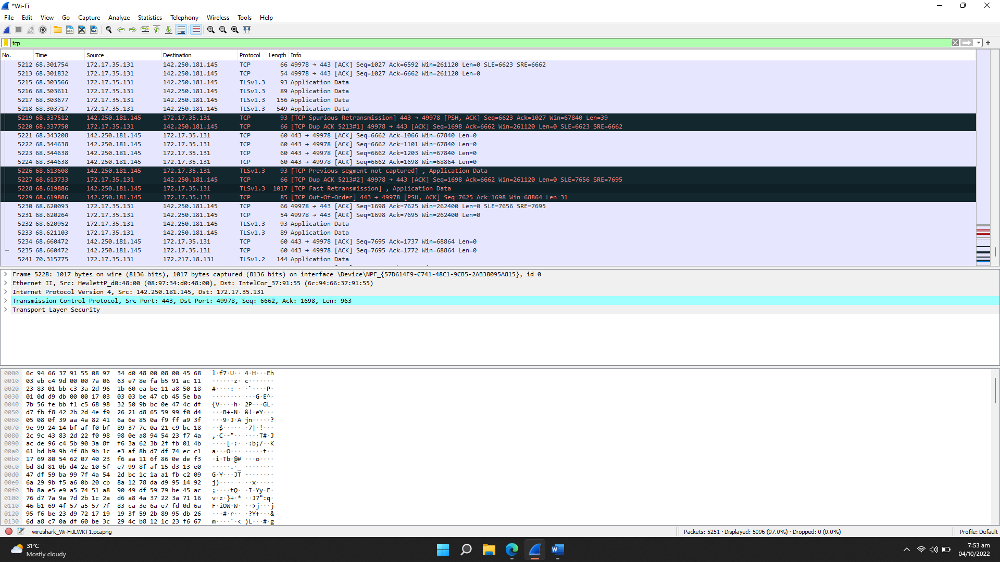 *Wi-Fi
File Edit View Go Capture Analyze Statistics Telephony Wireless Tools Help
tcp
No. Time Source Destination Protocol Length Info
5212 68.301754 172.17.35.131 142.250.181.145 TCP 66 49978 → 443 [ACK] Seq=1027 Ack=6592 Win=261120 Len=0 SLE=6623 SRE=6662
5213 68.301832 172.17.35.131 142.250.181.145 TCP 54 49978 → 443 [ACK] Seq=1027 Ack=6662 Win=261120 Len=0
5215 68.303566 172.17.35.131 142.250.181.145 TLSv1.3 93 Application Data
5216 68.303611 172.17.35.131 142.250.181.145 TLSv1.3 89 Application Data
5217 68.303677 172.17.35.131 142.250.181.145 TLSv1.3 156 Application Data
5218 68.303717 172.17.35.131 142.250.181.145 TLSv1.3 549 Application Data
5219 68.337512 142.250.181.145 172.17.35.131 TCP 93 [TCP Spurious Retransmission] 443 → 49978 [PSH, ACK] Seq=6623 Ack=1027 Win=67840 Len=39
5220 68.337750 172.17.35.131 142.250.181.145 TCP 66 [TCP Dup ACK 5213#1] 49978 → 443 [ACK] Seq=1698 Ack=6662 Win=261120 Len=0 SLE=6623 SRE=6662
5221 68.343208 142.250.181.145 172.17.35.131 TCP 60 443 → 49978 [ACK] Seq=6662 Ack=1066 Win=67840 Len=0
5222 68.344638 142.250.181.145 172.17.35.131 TCP 60 443 → 49978 [ACK] Seq=6662 Ack=1101 Win=67840 Len=0
5223 68.344638 142.250.181.145 172.17.35.131 TCP 60 443 → 49978 [ACK] Seq=6662 Ack=1203 Win=67840 Len=0
5224 68.344638 142.250.181.145 172.17.35.131 TCP 60 443 → 49978 [ACK] Seq=6662 Ack=1698 Win=68864 Len=0
5226 68.613608 142.250.181.145 172.17.35.131 TLSv1.3 93 [TCP Previous segment not captured] , Application Data
5227 68.613733 172.17.35.131 142.250.181.145 TCP 66 [TCP Dup ACK 5213#2] 49978 → 443 [ACK] Seq=1698 Ack=6662 Win=261120 Len=0 SLE=7656 SRE=7695
5228 68.619886 142.250.181.145 172.17.35.131 TLSv1.3 1017 [TCP Fast Retransmission] , Application Data
5229 68.619886 142.250.181.145 172.17.35.131 TCP 85 [TCP Out-Of-Order] 443 → 49978 [PSH, ACK] Seq=7625 Ack=1698 Win=68864 Len=31
5230 68.620093 172.17.35.131 142.250.181.145 TCP 66 49978 → 443 [ACK] Seq=1698 Ack=7625 Win=262400 Len=0 SLE=7656 SRE=7695
5231 68.620264 172.17.35.131 142.250.181.145 TCP 54 49978 → 443 [ACK] Seq=1698 Ack=7695 Win=262400 Len=0
5232 68.620952 172.17.35.131 142.250.181.145 TLSv1.3 93 Application Data
5233 68.621103 172.17.35.131 142.250.181.145 TLSv1.3 89 Application Data
5234 68.660472 142.250.181.145 172.17.35.131 TCP 60 443 → 49978 [ACK] Seq=7695 Ack=1737 Win=68864 Len=0
5235 68.660472 142.250.181.145 172.17.35.131 TCP 60 443 → 49978 [ACK] Seq=7695 Ack=1772 Win=68864 Len=0
5241 70.315775 172.17.35.131 172.217.18.131 TLSv1.2 144 Application Data
Frame 5228: 1017 bytes on wire (8136 bits), 1017 bytes captured (8136 bits) on interface \Device\NPF_{57D614F9-C741-48C1-9CB5-2AB38095A815}, id 0
Ethernet II, Src: HewlettP_d0:48:00 (08:97:34:d0:48:00), Dst: IntelCor_37:91:55 (6c:94:66:37:91:55)
Internet Protocol Version 4, Src: 142.250.181.145, Dst: 172.17.35.131
Transmission Control Protocol, Src Port: 443, Dst Port: 49978, Seq: 6662, Ack: 1698, Len: 963
Transport Layer Security
0000 6c 94 66 37 91 55 08 97 34 d0 48 00 08 00 45 68 l·f7·U·· 4·H···Eh
0010 03 eb c4 9d 00 00 7a 06 63 e7 8e fa b5 91 ac 11 ······z· c·······
0020 23 83 01 bb c3 3a 2d 96 1b 60 ea be 11 a8 50 18 #····:-· ·`····P·
0030 01 0d d9 db 00 00 17 03 03 03 be 47 cb 45 5e ba ········ ···G·E^·
0040 7b 56 fe bb f1 c5 68 98 32 50 9b bc 0e 47 4c df {V····h· 2P···GL·
0050 d7 fb f8 42 2b 2d 4e f9 26 21 d8 65 59 99 f0 d4 ···B+-N· &!·eY···
0060 05 08 0f 39 aa 4a 82 41 6a 6e 85 0a f9 ff a9 3f ···9·J·A jn·····?
0070 9e 99 24 14 bf af f0 bf 89 37 7c 0a 21 c9 bc 18 ··$····· ·7|·!···
0080 2c 9c 43 83 2d 22 f0 98 98 0e a8 94 54 23 f7 4a ,·C·-"·· ····T#·J
0090 ac de 96 c4 5b 90 3a 8f f6 3a 62 3b 2f fb 01 4b ····[·:· ·:b;/··K
00a0 61 bd b9 9b 4f 8b 9b 1c e3 af 8b d7 df 74 ec c1 a···O··· ·····t··
00b0 17 69 80 54 62 07 40 23 f6 aa 11 6f 86 0e de f3 ·i·Tb·@# ···o····
00c0 bd 8d 81 0b d4 2e 10 5f e7 99 8f af 15 d3 13 e0 ·····.·_ ········
00d0 47 df 59 ba 99 7f 4a 54 2d bc 1c 1a a1 fb c2 09 G·Y···JT -·······
00e0 6a 29 9b f5 a6 0b 20 cb 8a 12 78 da d9 95 14 92 j)···· · ··x·····
00f0 3b 8a e5 e9 a5 74 51 a8 90 49 df 59 79 be 45 ac ;····tQ· ·I·Yy·E·
0100 76 d7 7a 9a 7d 2b 1c 2a d6 a8 4a 37 22 3a 71 16 v·z·}+·* ··J7":q·
0110 46 b1 69 4f 57 a5 57 7f 83 ca 3e 6a e7 fd 0d 6a F·iOW·W· ··>j···j
0120 95 f6 be 23 d9 72 17 19 19 3f 59 2b 89 95 db 26 ···#·r·· ·?Y+···&
0130 6d a8 c7 0a df 60 be 3c 29 4c b8 12 1c 23 f6 67 m····`·< )L···#·g
wireshark_Wi-FiJLWKT1.pcapng Packets: 5251 · Displayed: 5096 (97.0%) · Dropped: 0 (0.0%) Profile: Default
31°C
Mostly cloudy
7:53 am
04/10/2022